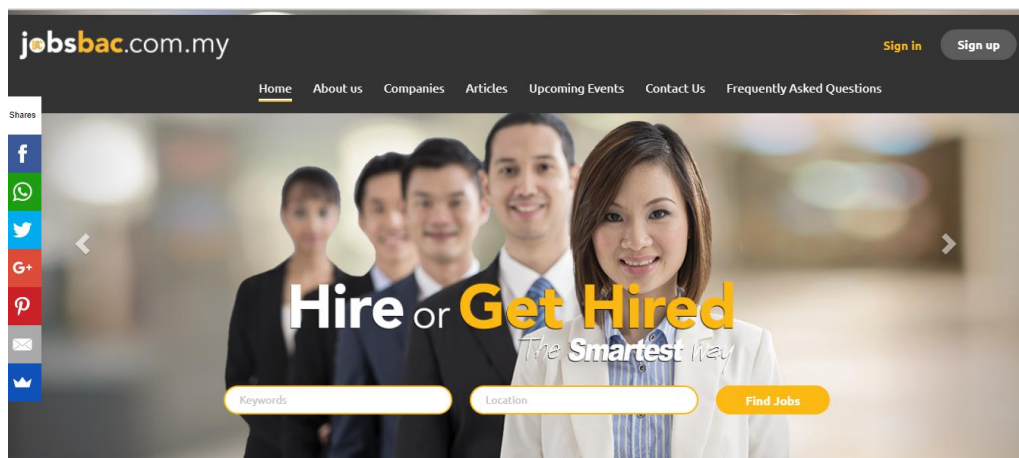 jobsbac.com.my
Sign in
Sign up
Home
About us
Companies
Articles
Upcoming Events
Contact Us
Frequently Asked Questions
Shares
f
G+
Hire or Get Hired
The Smartest Way
Keywords
Location
Find Jobs